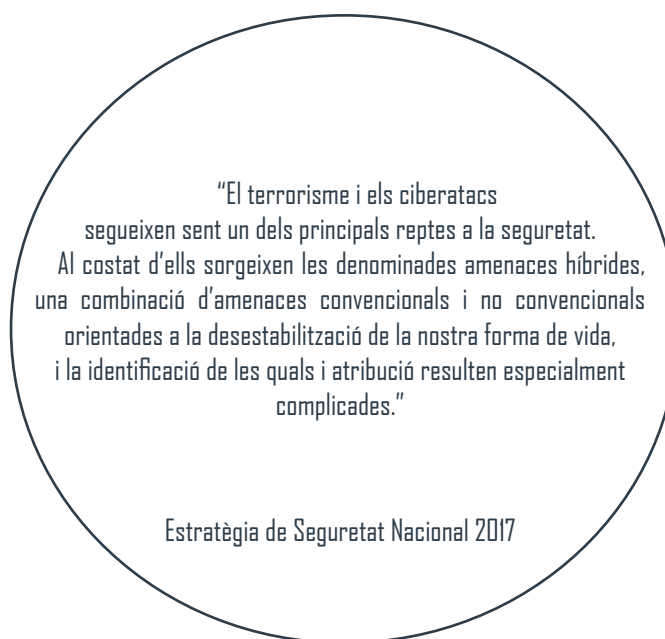 “El terrorisme i els ciberatacs
segueixen sent un dels principals reptes a la seguretat.
Al costat d’ells sorgeixen les denominades amenaces híbrides,
una combinació d’amenaces convencionals i no convencionals
orientades a la desestabilització de la nostra forma de vida,
i la identificació de les quals i atribució resulten especialment
complicades.”
Estratègia de Seguretat Nacional 2017